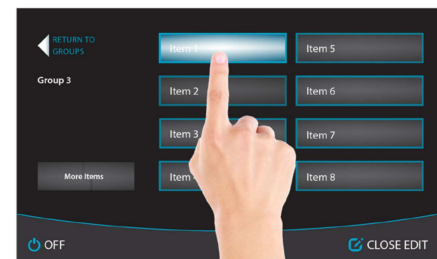 RETURN TO
GROUPS
Group 3
More Items
Item 1
Item 2
Item 3
Item
Item 5
Item 6
Item 7
Item 8
OFF
CLOSE EDIT